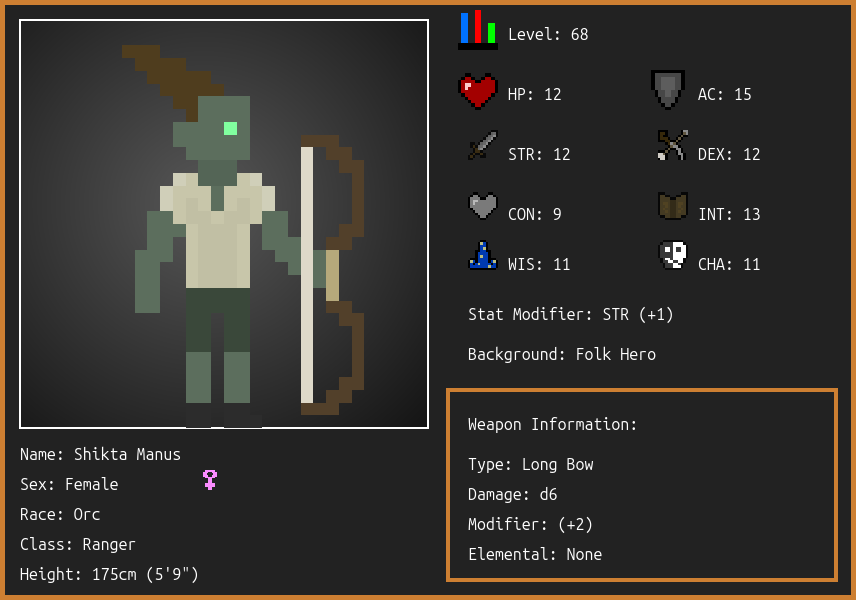 Level: 68
HP: 12
AC: 15
STR: 12
DEX: 12
CON: 9
INT: 13
WIS: 11
CHA: 11
Stat Modifier: STR (+1)
Background: Folk Hero
Weapon Information:
Type: Long Bow
Damage: d6
Modifier: (+2)
Elemental: None
Name: Shikta Manus
Sex: Female
Race: Orc
Class: Ranger
Height: 175cm (5'9")